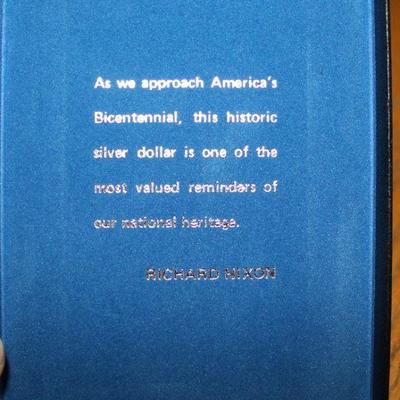 As we approach America's
Bicentennial, this historic
silver dollar is one of the
most valued reminders of
our national heritage.
RICHARD NIXON